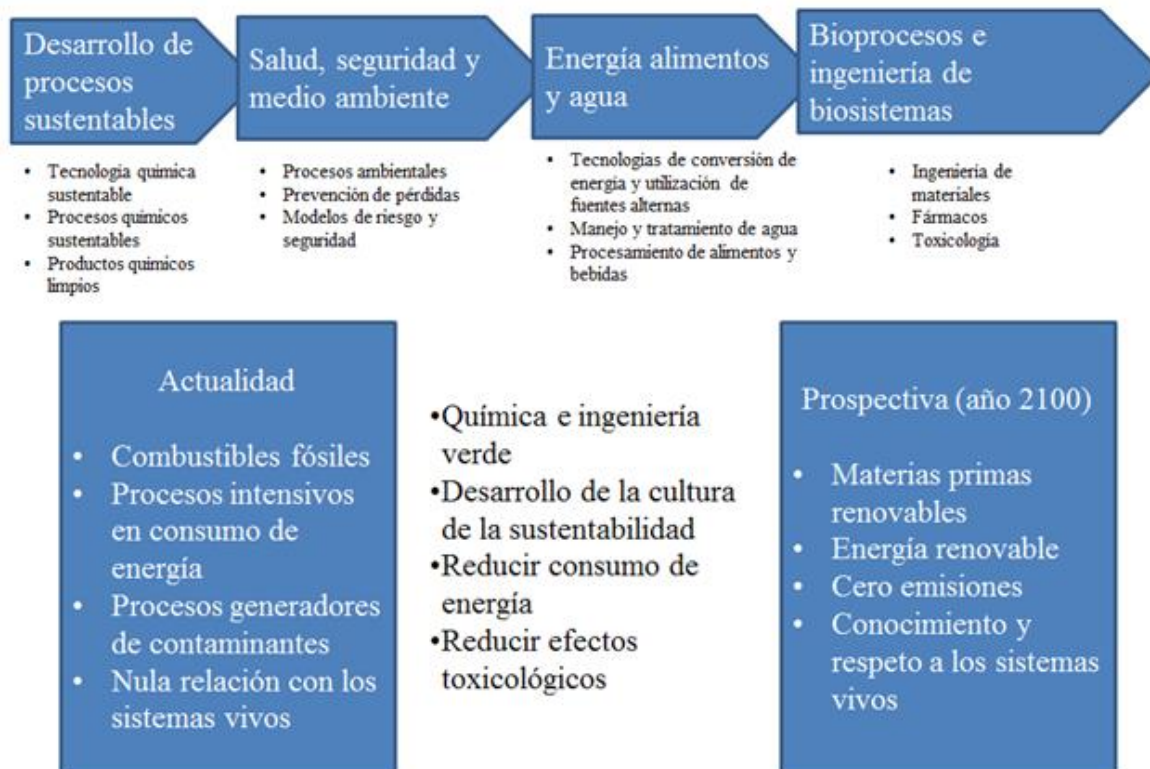 Desarrollo de
procesos
sustentables
Salud, seguridad y
medio ambiente
Energía alimentos
y agua
Bioprocesos e
ingeniería de
biosistemas
• Tecnología química
sustentable
• Procesos químicos
sustentables
• Productos químicos
limpios
• Procesos ambientales
• Prevención de pérdidas
• Modelos de riesgo y
seguridad
• Tecnologías de conversión de
energía y utilización de
fuentes alternas
• Manejo y tratamiento de agua
• Procesamiento de alimentos y
bebidas
• Ingeniería de
materiales
• Fármacos
• Toxicología
Actualidad
• Combustibles fósiles
• Procesos intensivos
en consumo de
energía
• Procesos generadores
de contaminantes
• Nula relación con los
sistemas vivos
•Química e ingeniería
verde
•Desarrollo de la cultura
de la sustentabilidad
•Reducir consumo de
energía
•Reducir efectos
toxicológicos
Prospectiva (año 2100)
• Materias primas
renovables
• Energía renovable
• Cero emisiones
• Conocimiento y
respeto a los sistemas
vivos